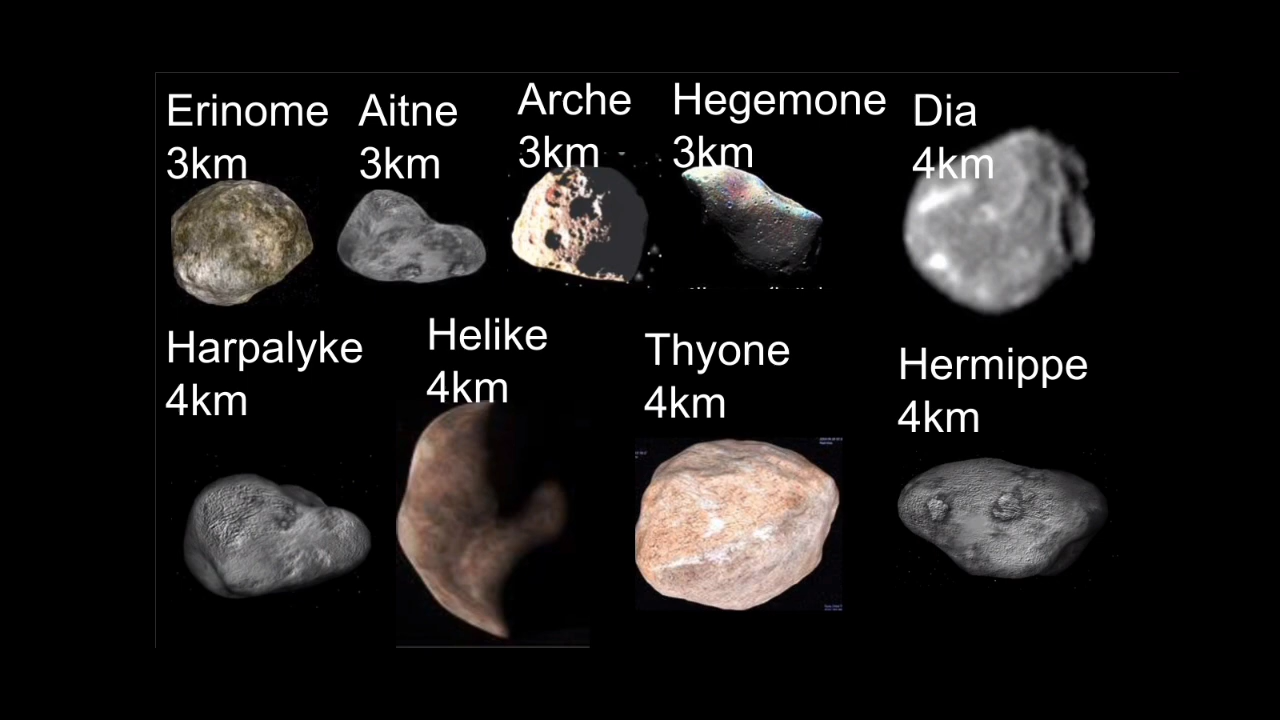 Erinome
3km
Aitne
3km
Arche
3km
Hegemone
3km
Dia
4km
Harpalyke
4km
Helike
4km
Thyone
4km
Hermippe
4km